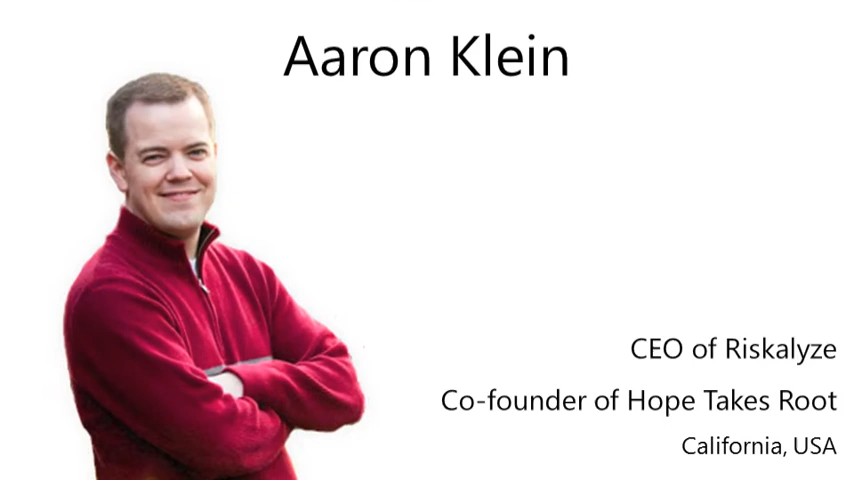 Aaron Klein
CEO of Riskalyze
Co-founder of Hope Takes Root
California, USA